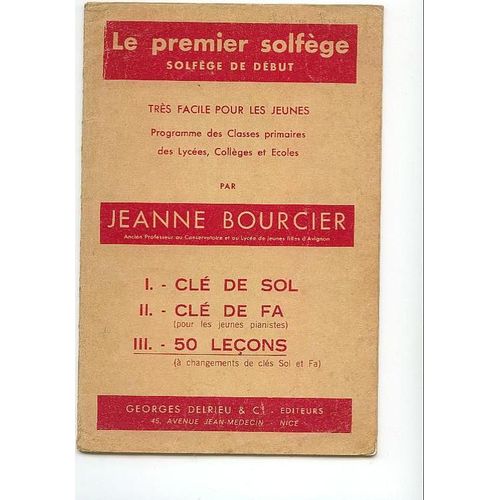 Le premier solfège
SOLFÈGE DE DÉBUT
TRÈS FACILE POUR LES JEUNES
Programme des Classes primaires
des Lycées, Collèges et Ecoles
PAR
JEANNE BOURCIER
Ancien Professeur au Conservatoire et au Lycée de jeunes filles d'Avignon
I. - CLÉ DE SOL
II. - CLÉ DE FA
(pour les jeunes pianistes)
III. - 50 LEÇONS
(à changements de clés Sol et Fa)
GEORGES DELRIEU & Cie - EDITEURS
45, AVENUE JEAN-MEDECIN - NICE